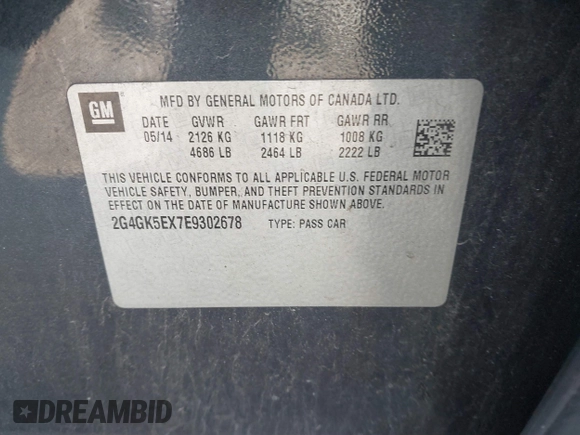 GM
MFD BY GENERAL MOTORS OF CANADA LTD.
DATE GVWR GAWR FRT GAWR RR
05/14 2126 KG 1118 KG 1008 KG
4686 LB 2464 LB 2222 LB
THIS VEHICLE CONFORMS TO ALL APPLICABLE U.S. FEDERAL MOTOR
VEHICLE SAFETY, BUMPER, AND THEFT PREVENTION STANDARDS IN
EFFECT ON THE DATE OF MANUFACTURE SHOWN ABOVE.
2G4GK5EX7E9302678 TYPE: PASS CAR
DREAMBID